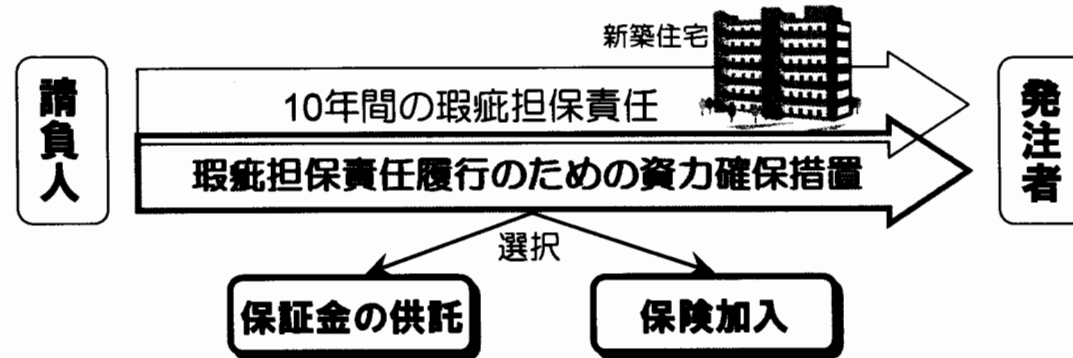 新築住宅
請負人
10年間の瑕疵担保責任
発注者
瑕疵担保責任履行のための資力確保措置
選択
保証金の供託
保険加入